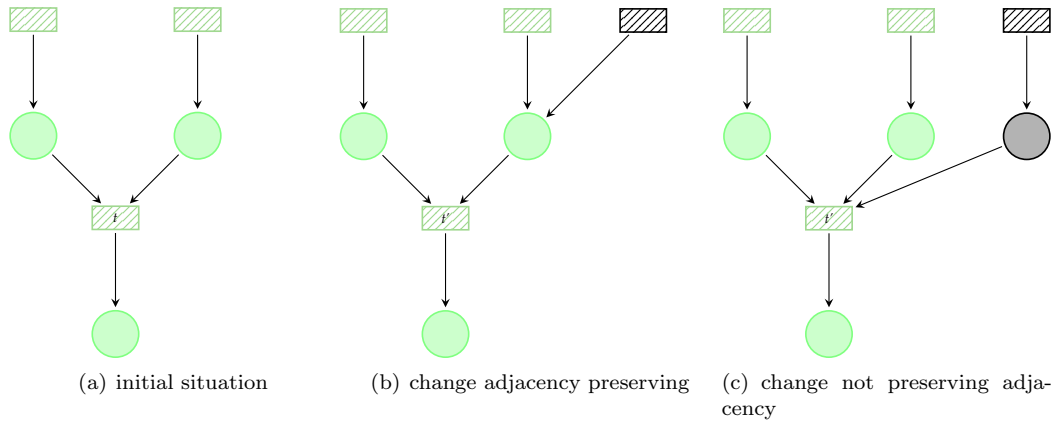 t
t'
t'
(a) initial situation
(b) change adjacency preserving
(c) change not preserving adja-
cency